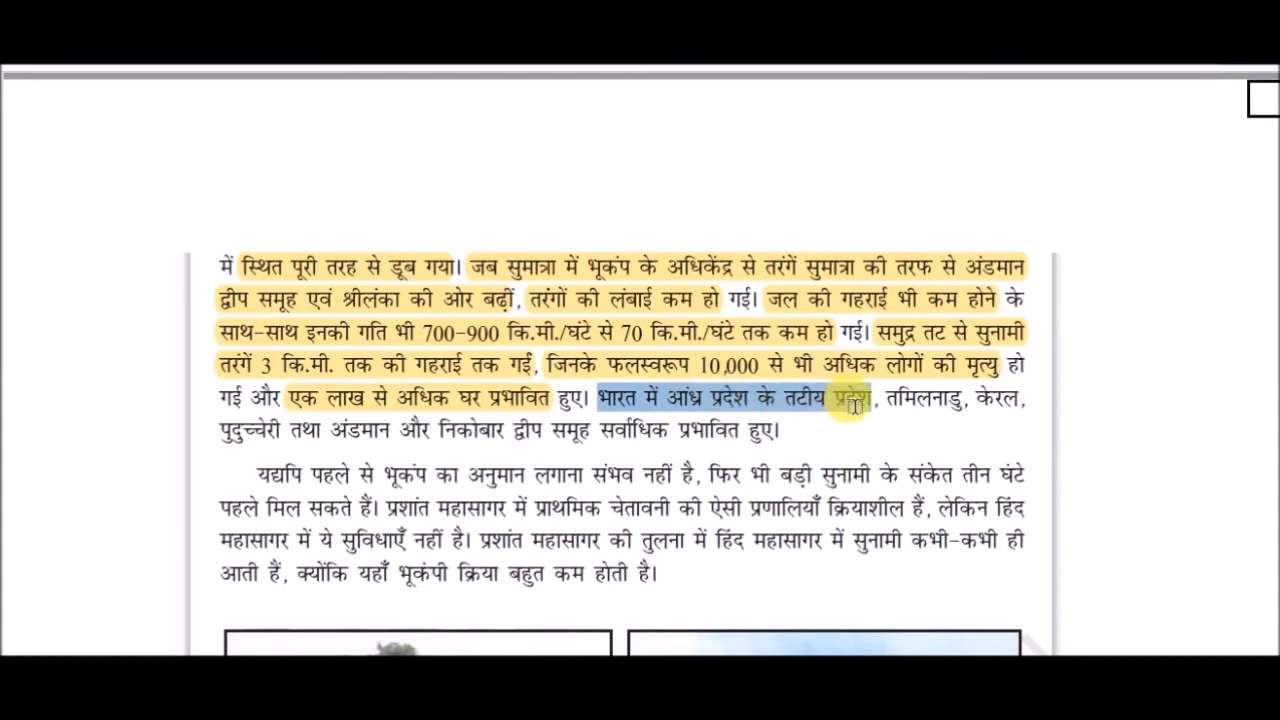 में स्थित पूरी तरह से डूब गया। जब सुमात्रा में भूकंप के अधिकेंद्र से तरंगें सुमात्रा की तरफ से अंडमान
द्वीप समूह एवं श्रीलंका की ओर बढ़ीं, तरंगों की लंबाई कम हो गई। जल की गहराई भी कम होने के
साथ-साथ इनकी गति भी 700-900 कि.मी./घंटे से 70 कि.मी./घंटे तक कम हो गई। समुद्र तट से सुनामी
तरंगें 3 कि.मी. तक की गहराई तक गईं, जिनके फलस्वरूप 10,000 से भी अधिक लोगों की मृत्यु हो
गई और एक लाख से अधिक घर प्रभावित हुए। भारत में आंध्र प्रदेश के तटीय प्रदेश, तमिलनाडु, केरल,
पुदुच्चेरी तथा अंडमान और निकोबार द्वीप समूह सर्वाधिक प्रभावित हुए।
यद्यपि पहले से भूकंप का अनुमान लगाना संभव नहीं है, फिर भी बड़ी सुनामी के संकेत तीन घंटे
पहले मिल सकते हैं। प्रशांत महासागर में प्राथमिक चेतावनी की ऐसी प्रणालियाँ क्रियाशील हैं, लेकिन हिंद
महासागर में ये सुविधाएँ नहीं है। प्रशांत महासागर की तुलना में हिंद महासागर में सुनामी कभी-कभी ही
आती हैं, क्योंकि यहाँ भूकंपी क्रिया बहुत कम होती है।